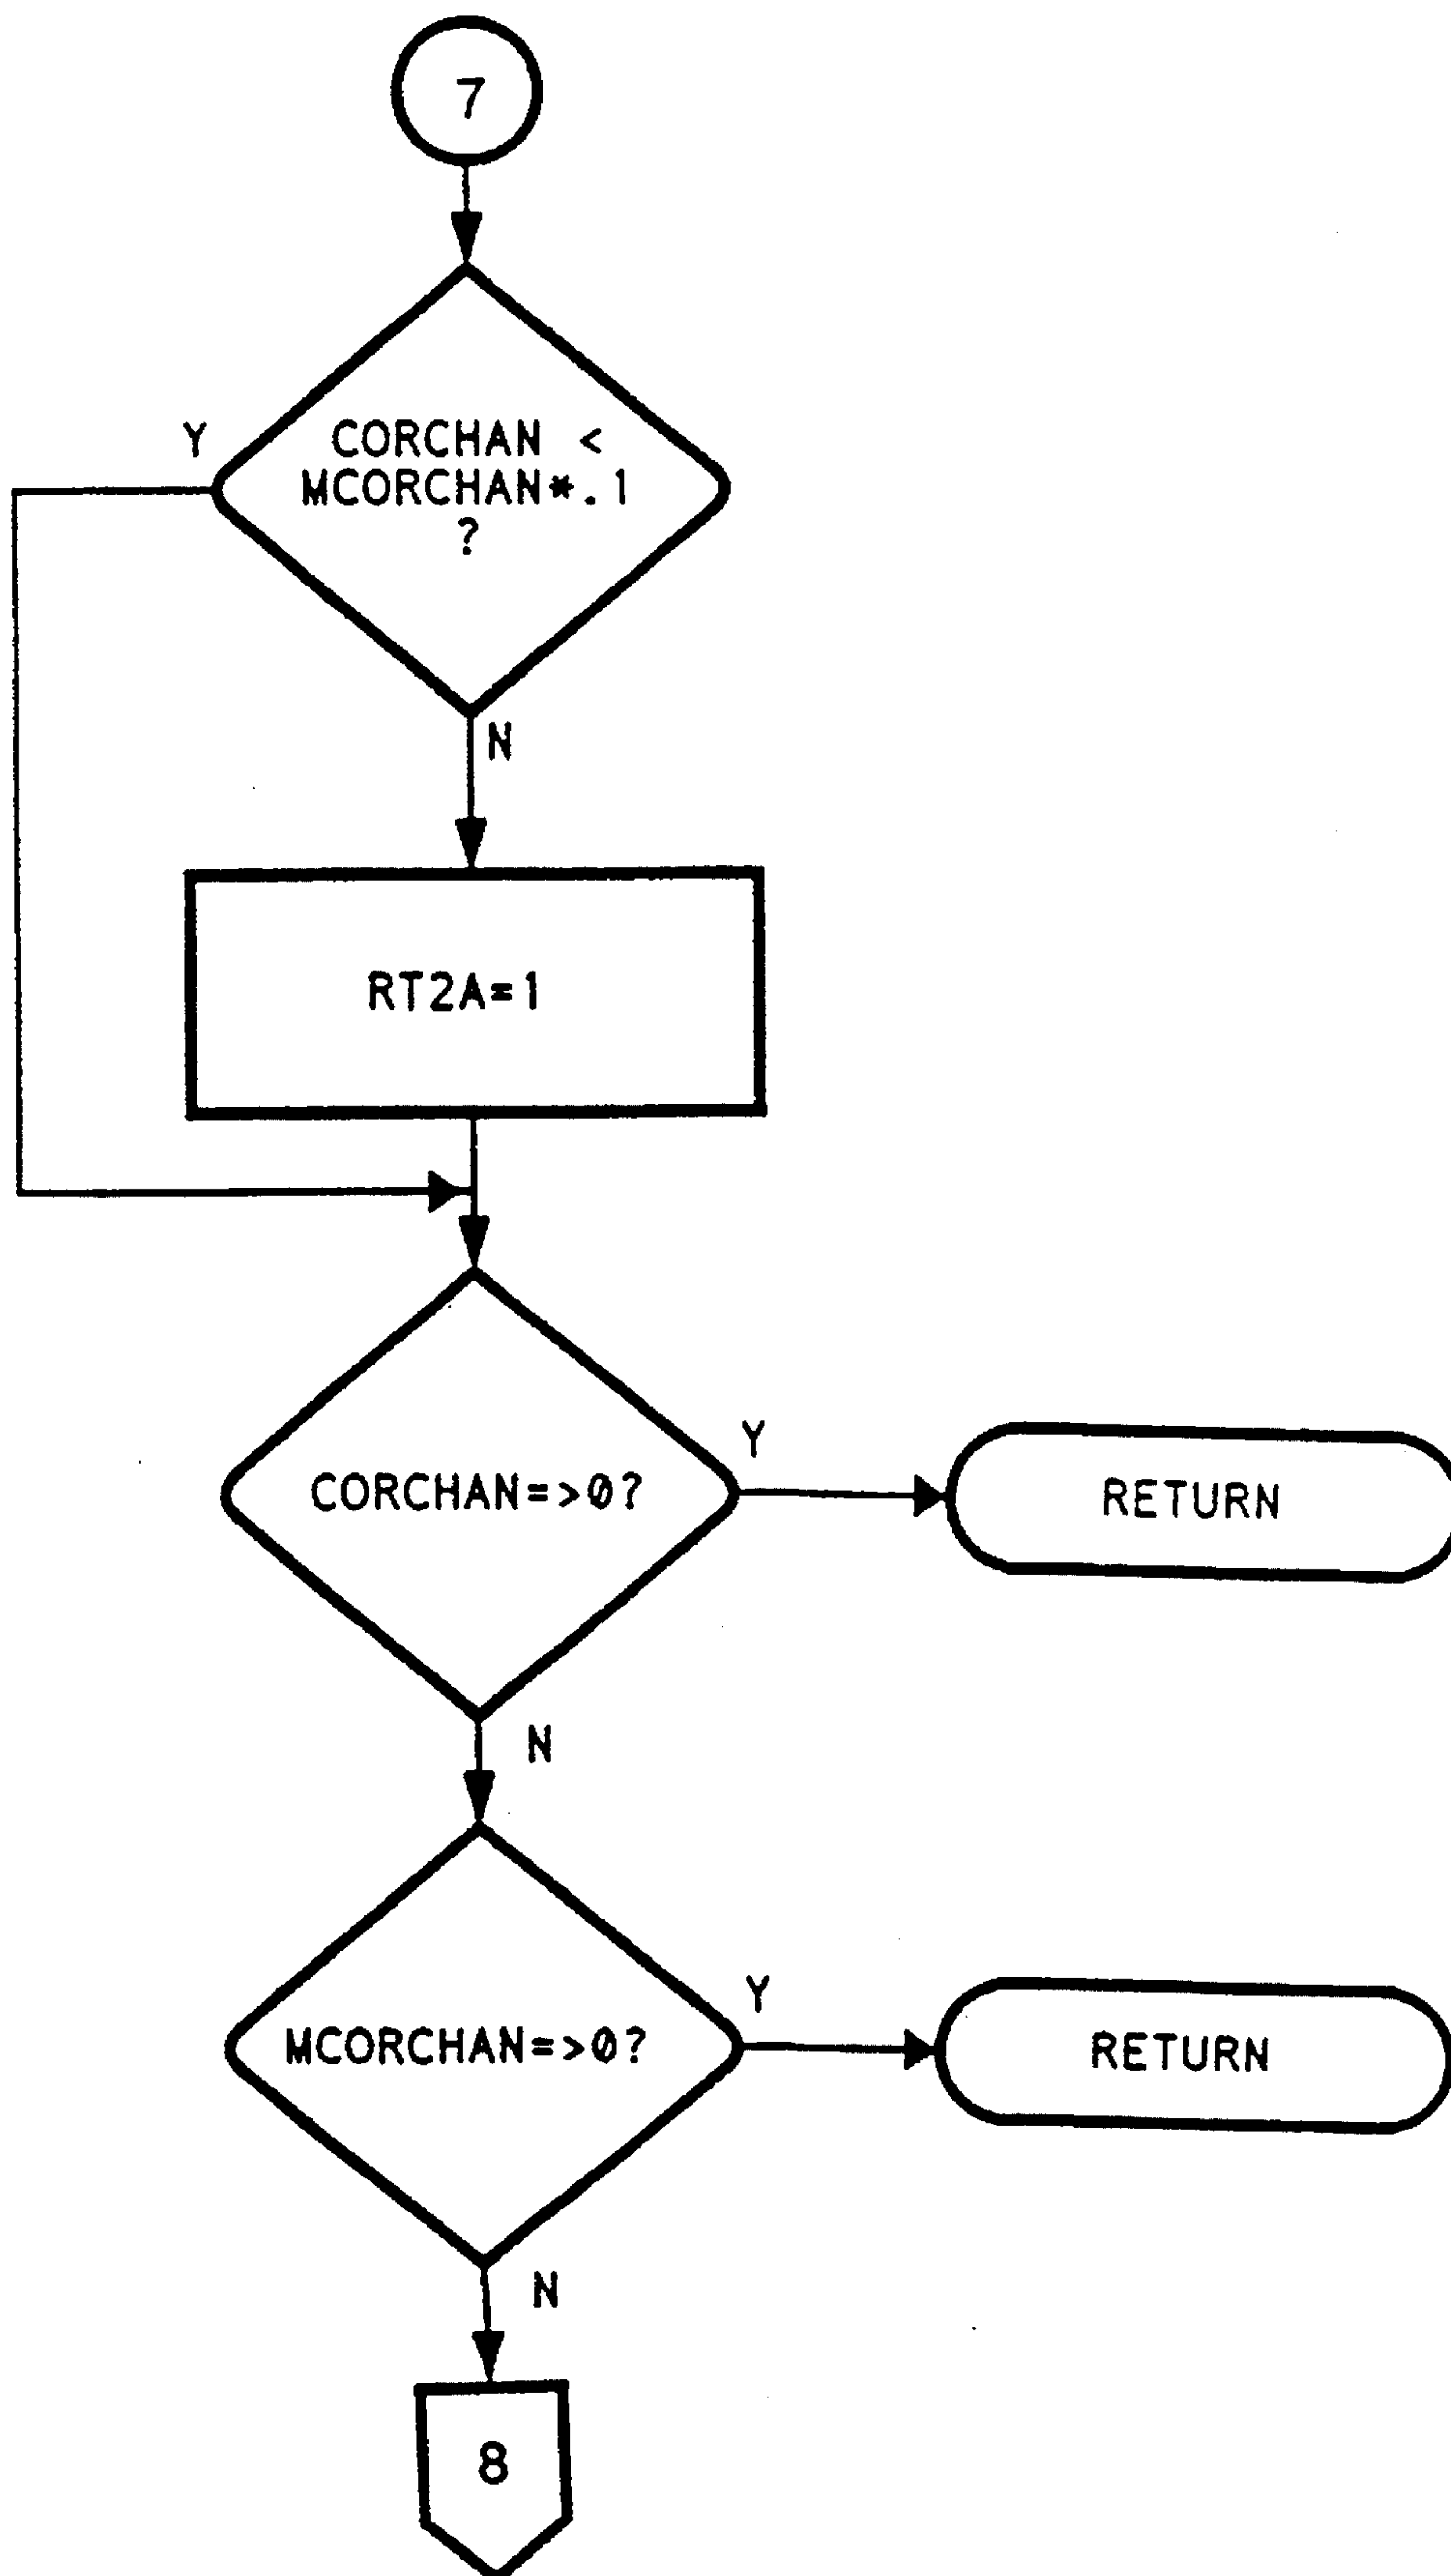 7
Y
CORCHAN <
MCORCHAN*.1
?
N
RT2A=1
CORCHAN=>0?
Y
RETURN
N
MCORCHAN=>0?
Y
RETURN
N
8